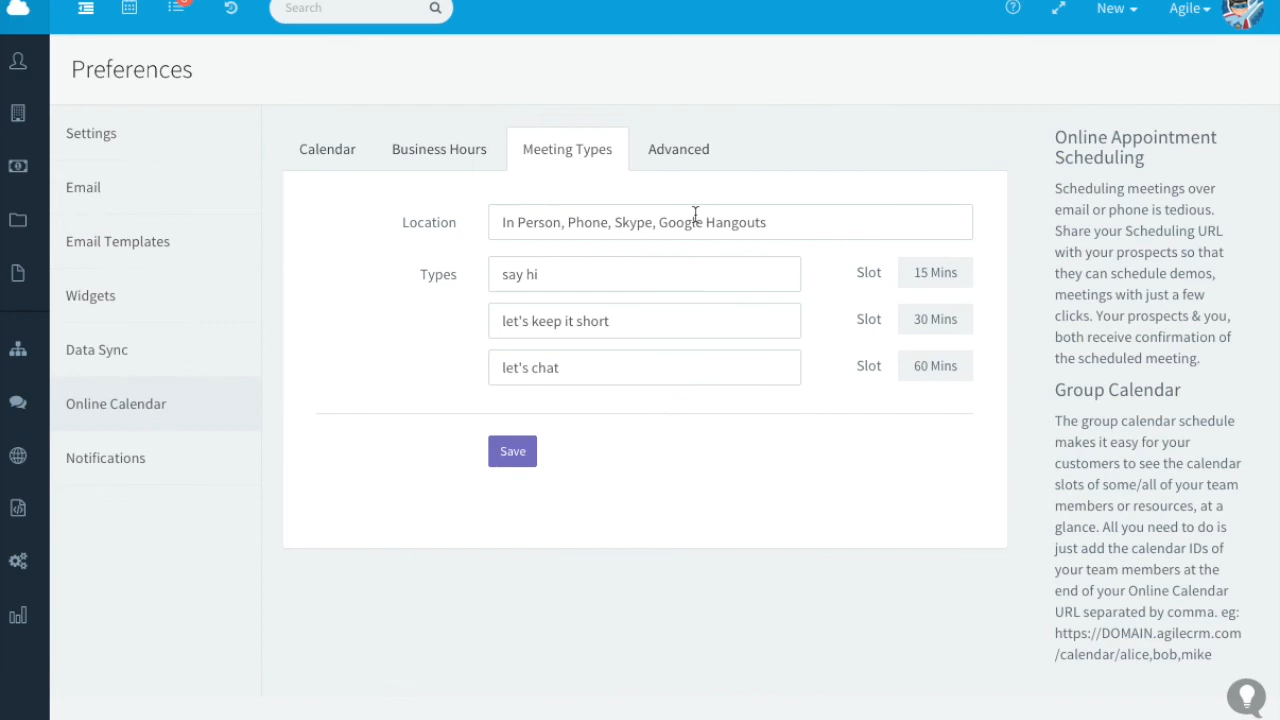 Search
New
Agile
Preferences
Settings
Email
Email Templates
Widgets
Data Sync
Online Calendar
Notifications
Calendar
Business Hours
Meeting Types
Advanced
Location
In Person, Phone, Skype, Google Hangouts
Types
say hi
Slot
15 Mins
let's keep it short
Slot
30 Mins
let's chat
Slot
60 Mins
Save
Online Appointment
Scheduling
Scheduling meetings over
email or phone is tedious.
Share your Scheduling URL
with your prospects so that
they can schedule demos,
meetings with just a few
clicks. Your prospects & you,
both receive confirmation of
the scheduled meeting.
Group Calendar
The group calendar schedule
makes it easy for your
customers to see the calendar
slots of some/all of your team
members or resources, at a
glance. All you need to do is
just add the calendar IDs of
your team members at the
end of your Online Calendar
URL separated by comma. eg:
https://DOMAIN.agilecrm.com
/calendar/alice,bob,mike